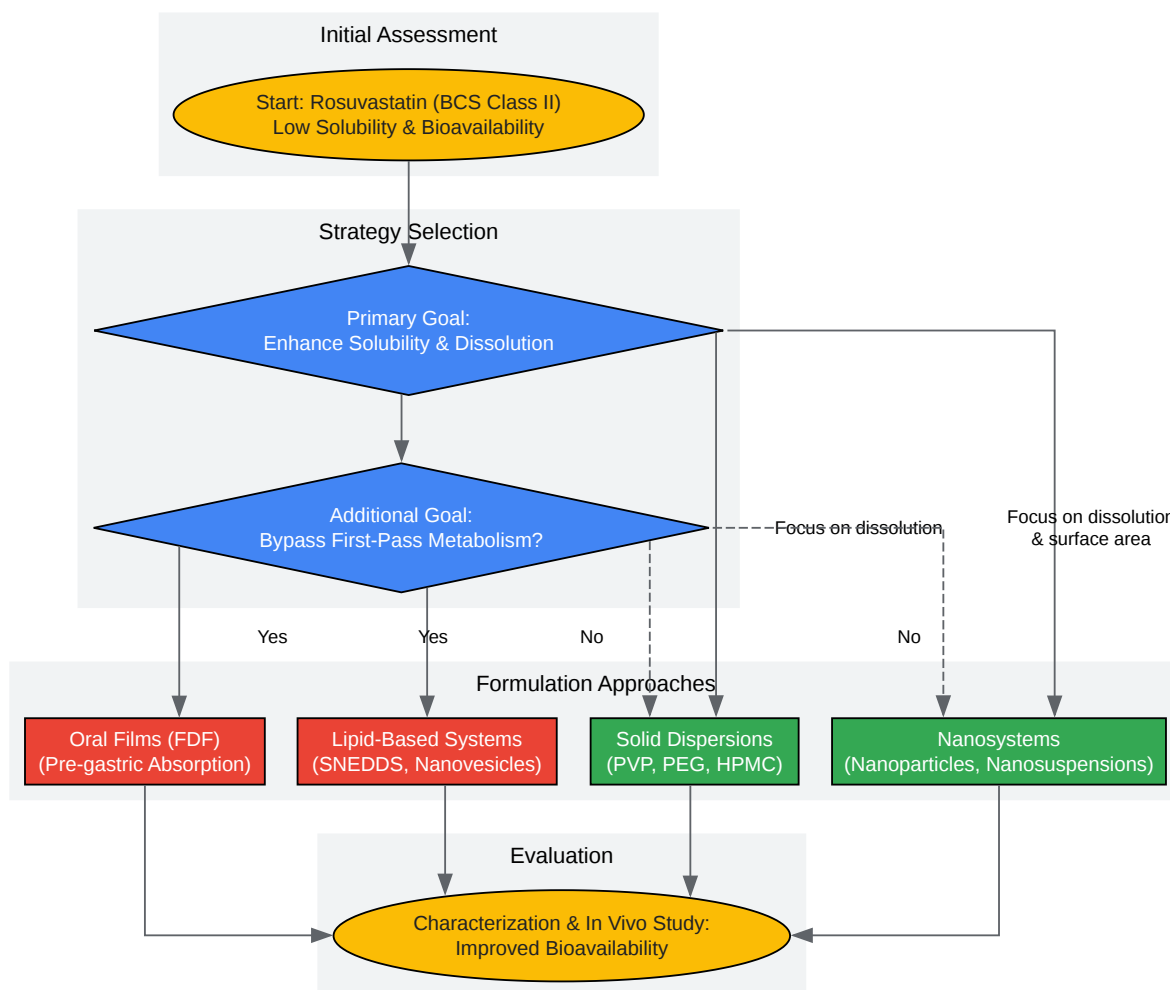 Initial Assessment
Start: Rosuvastatin (BCS Class II)
Low Solubility & Bioavailability
Strategy Selection
Primary Goal:
Enhance Solubility & Dissolution
Additional Goal:
Bypass First-Pass Metabolism?
Focus on dissolution
Focus on dissolution
& surface area
Yes
Yes
No
No
Formulation Approaches
Oral Films (FDF)
(Pre-gastric Absorption)
Lipid-Based Systems
(SNEDDS, Nanovesicles)
Solid Dispersions
(PVP, PEG, HPMC)
Nanosystems
(Nanoparticles, Nanosuspensions)
Evaluation
Characterization & In Vivo Study:
Improved Bioavailability